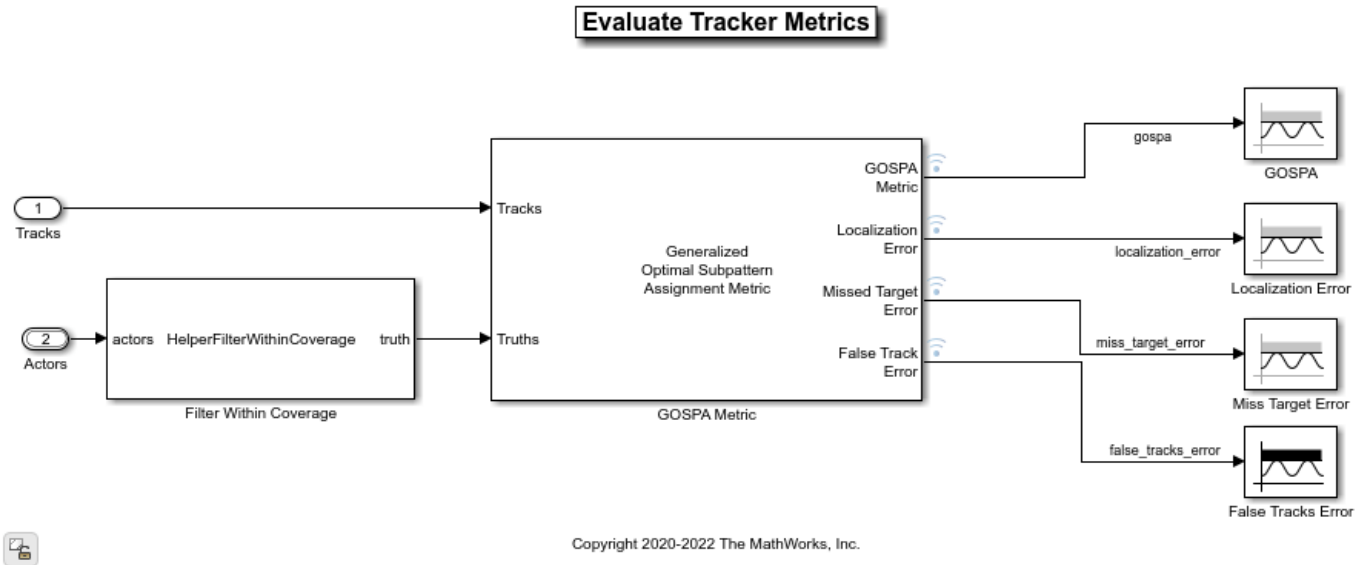 Evaluate Tracker Metrics
gospa
GOSPA
1
Tracks
Tracks
GOSPA
Metric
Localization
Error
localization_error
Localization Error
Generalized
Optimal Subpattern
Assignment Metric
Missed Target
Error
miss_target_error
Miss Target Error
2
Actors
actors
HelperFilterWithinCoverage
truth
Filter Within Coverage
Truths
False Track
Error
GOSPA Metric
false_tracks_error
False Tracks Error
Copyright 2020-2022 The MathWorks, Inc.